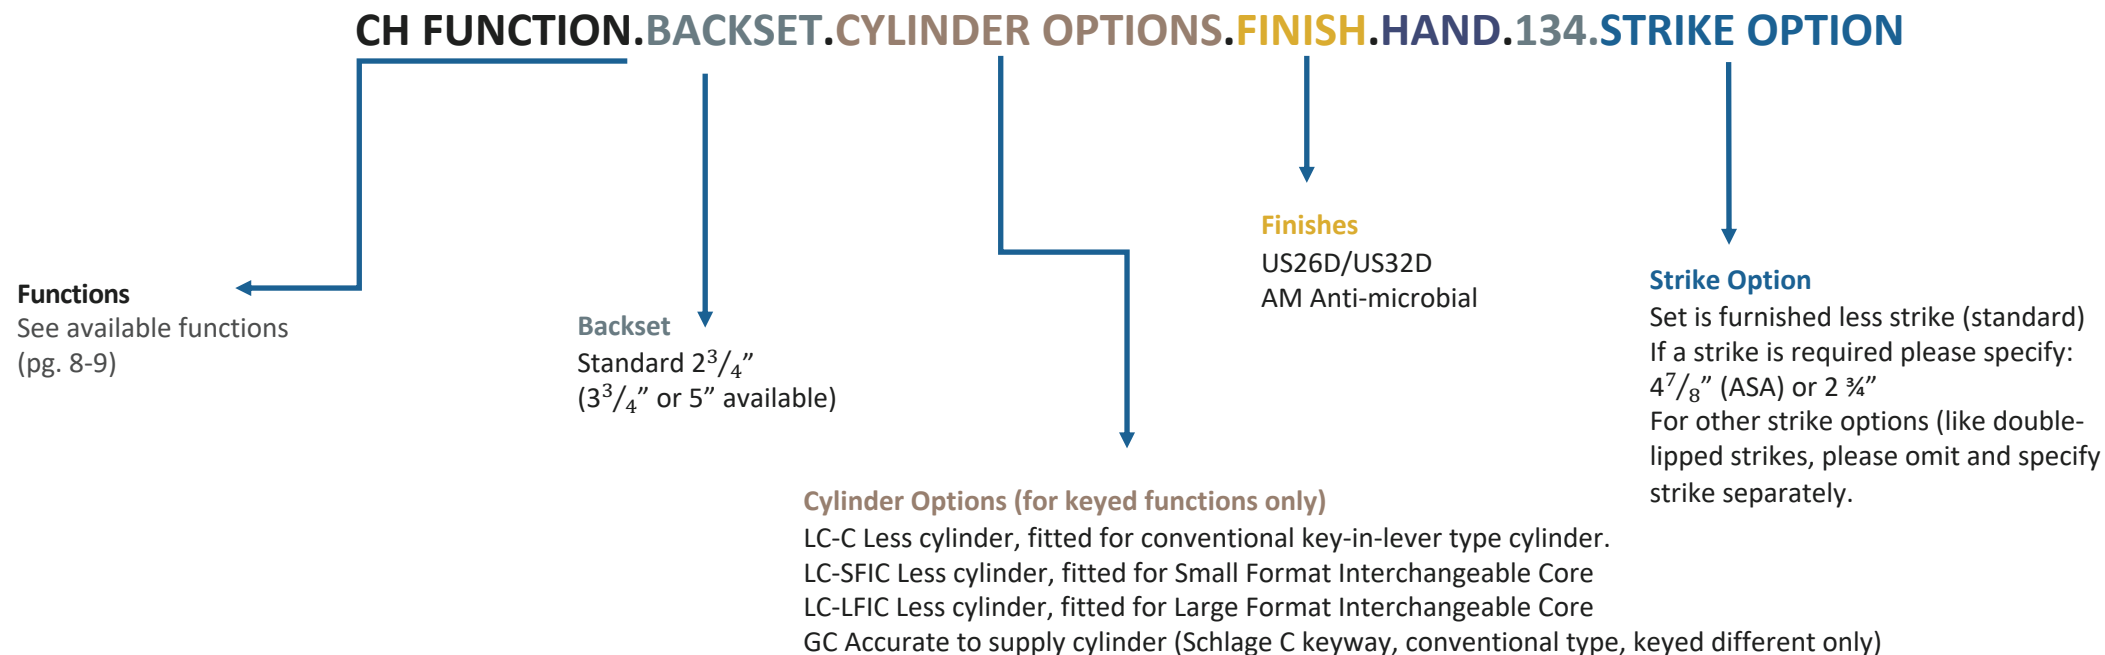 CH FUNCTION.BACKSET.CYLINDER OPTIONS.FINISH.HAND.134.STRIKE OPTION
Functions
See available functions
(pg. 8-9)
Backset
Standard 2³/₄”
(3³/₄” or 5” available)
Cylinder Options (for keyed functions only)
LC-C Less cylinder, fitted for conventional key-in-lever type cylinder.
LC-SFIC Less cylinder, fitted for Small Format Interchangeable Core
LC-LFIC Less cylinder, fitted for Large Format Interchangeable Core
GC Accurate to supply cylinder (Schlage C keyway, conventional type, keyed different only)
Finishes
US26D/US32D
AM Anti-microbial
Strike Option
Set is furnished less strike (standard)
If a strike is required please specify:
4⁷/₈” (ASA) or 2 ¾”
For other strike options (like double-
lipped strikes, please omit and specify
strike separately.